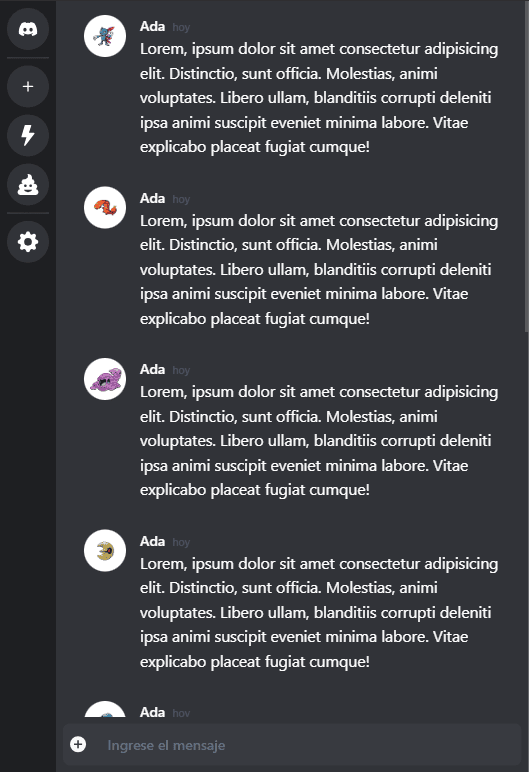 Ada hoy
Lorem, ipsum dolor sit amet consectetur adipisicing
elit. Distinctio, sunt officia. Molestias, animi
voluptates. Libero ullam, blanditiis corrupti deleniti
ipsa animi suscipit eveniet minima labore. Vitae
explicabo placeat fugiat cumque!
Ada hoy
Lorem, ipsum dolor sit amet consectetur adipisicing
elit. Distinctio, sunt officia. Molestias, animi
voluptates. Libero ullam, blanditiis corrupti deleniti
ipsa animi suscipit eveniet minima labore. Vitae
explicabo placeat fugiat cumque!
Ada hoy
Lorem, ipsum dolor sit amet consectetur adipisicing
elit. Distinctio, sunt officia. Molestias, animi
voluptates. Libero ullam, blanditiis corrupti deleniti
ipsa animi suscipit eveniet minima labore. Vitae
explicabo placeat fugiat cumque!
Ada hoy
Lorem, ipsum dolor sit amet consectetur adipisicing
elit. Distinctio, sunt officia. Molestias, animi
voluptates. Libero ullam, blanditiis corrupti deleniti
ipsa animi suscipit eveniet minima labore. Vitae
explicabo placeat fugiat cumque!
Ada hoy
Ingrese el mensaje